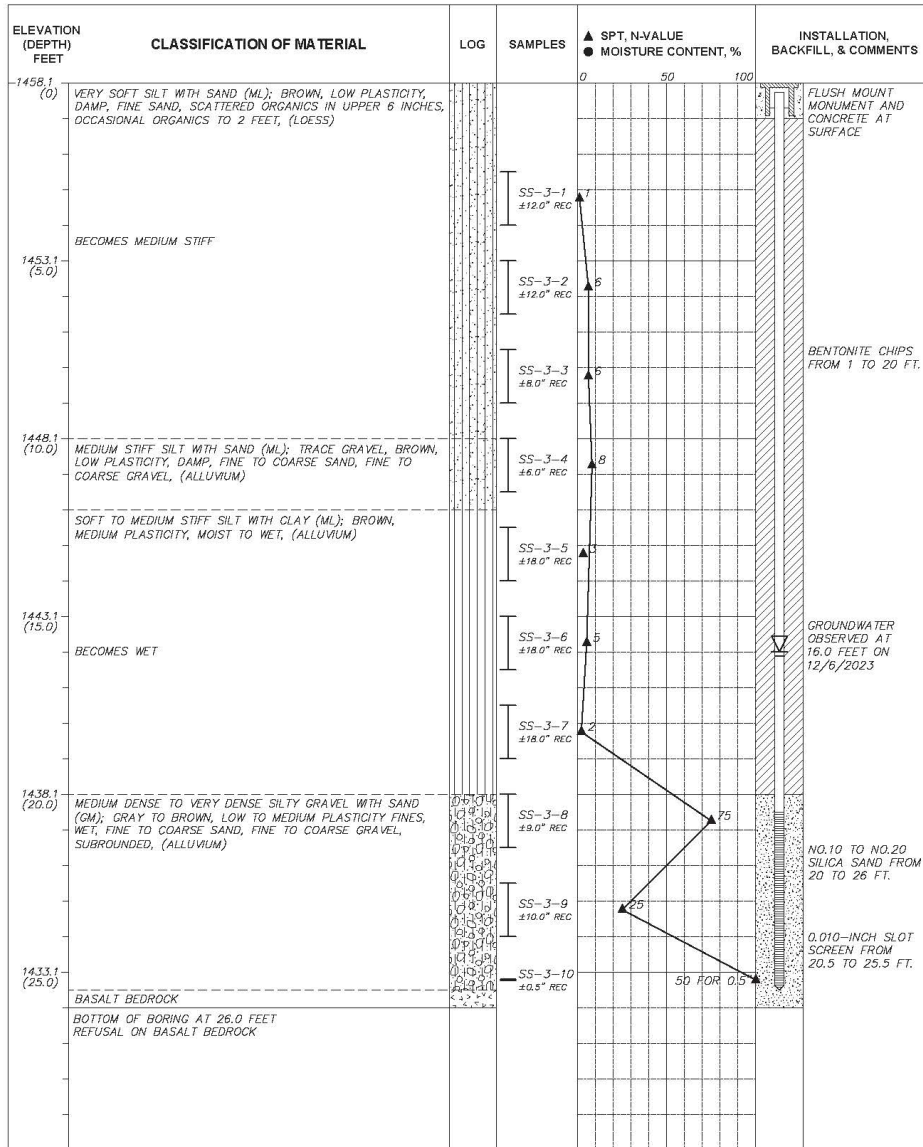 ELEVATION
(DEPTH)
FEET
CLASSIFICATION OF MATERIAL
LOG
SAMPLES
▲ SPT, N-VALUE
● MOISTURE CONTENT, %
INSTALLATION,
BACKFILL, & COMMENTS
0 50 100
1458.1
(0)
VERY SOFT SILT WITH SAND (ML); BROWN, LOW PLASTICITY,
DAMP, FINE SAND, SCATTERED ORGANICS IN UPPER 6 INCHES,
OCCASIONAL ORGANICS TO 2 FEET, (LOESS)
FLUSH MOUNT
MONUMENT AND
CONCRETE AT
SURFACE
SS-3-1
±12.0" REC
1
BECOMES MEDIUM STIFF
1453.1
(5.0)
SS-3-2
±12.0" REC
6
SS-3-3
±8.0" REC
6
BENTONITE CHIPS
FROM 1 TO 20 FT.
1448.1
(10.0)
MEDIUM STIFF SILT WITH SAND (ML); TRACE GRAVEL, BROWN,
LOW PLASTICITY, DAMP, FINE TO COARSE SAND, FINE TO
COARSE GRAVEL, (ALLUVIUM)
SS-3-4
±6.0" REC
8
SOFT TO MEDIUM STIFF SILT WITH CLAY (ML); BROWN,
MEDIUM PLASTICITY, MOIST TO WET, (ALLUVIUM)
SS-3-5
±18.0" REC
3
1443.1
(15.0)
BECOMES WET
SS-3-6
±18.0" REC
5
GROUNDWATER
OBSERVED AT
16.0 FEET ON
12/6/2023
SS-3-7
±18.0" REC
2
1438.1
(20.0)
MEDIUM DENSE TO VERY DENSE SILTY GRAVEL WITH SAND
(GM); GRAY TO BROWN, LOW TO MEDIUM PLASTICITY FINES,
WET, FINE TO COARSE SAND, FINE TO COARSE GRAVEL,
SUBROUNDED, (ALLUVIUM)
SS-3-8
±9.0" REC
75
NO.10 TO NO.20
SILICA SAND FROM
20 TO 26 FT.
SS-3-9
±10.0" REC
25
0.010-INCH SLOT
SCREEN FROM
20.5 TO 25.5 FT.
1433.1
(25.0)
SS-3-10
±0.5" REC
50 FOR 0.5"
BASALT BEDROCK
BOTTOM OF BORING AT 26.0 FEET
REFUSAL ON BASALT BEDROCK